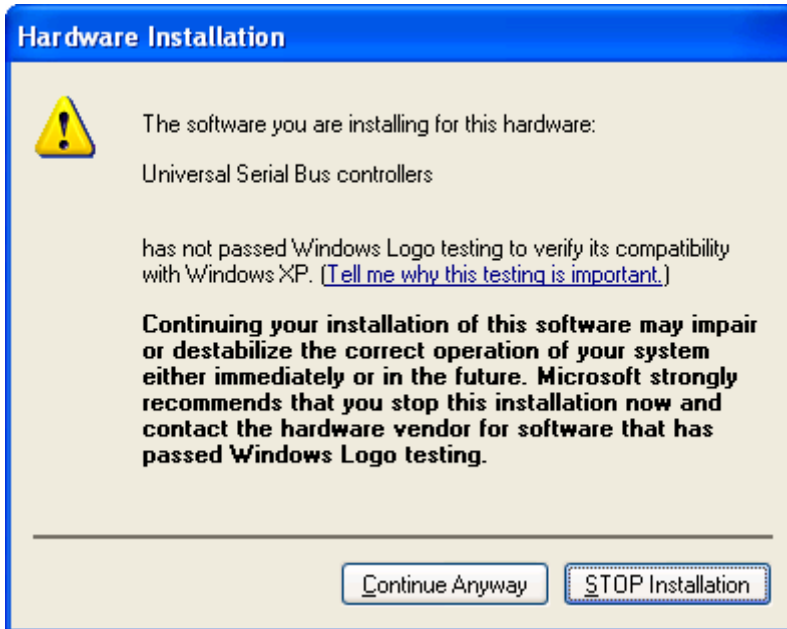 Hardware Installation
The software you are installing for this hardware:
Universal Serial Bus controllers
has not passed Windows Logo testing to verify its compatibility
with Windows XP. (Tell me why this testing is important.)
Continuing your installation of this software may impair
or destabilize the correct operation of your system
either immediately or in the future. Microsoft strongly
recommends that you stop this installation now and
contact the hardware vendor for software that has
passed Windows Logo testing.
Continue Anyway
STOP Installation